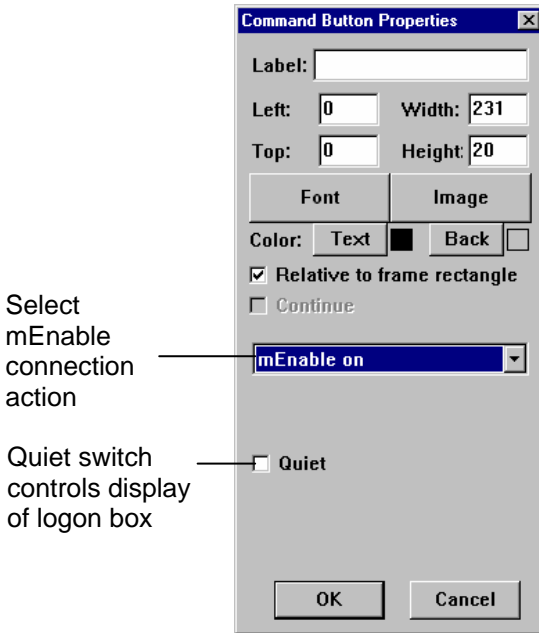 Command Button Properties
Label:
Left: 0 Width: 231
Top: 0 Height: 20
Font Image
Color: Text Back
Relative to frame rectangle
Continue
Select
mEnable
connection
action
mEnable on
Quiet switch
controls display
of logon box
Quiet
OK Cancel